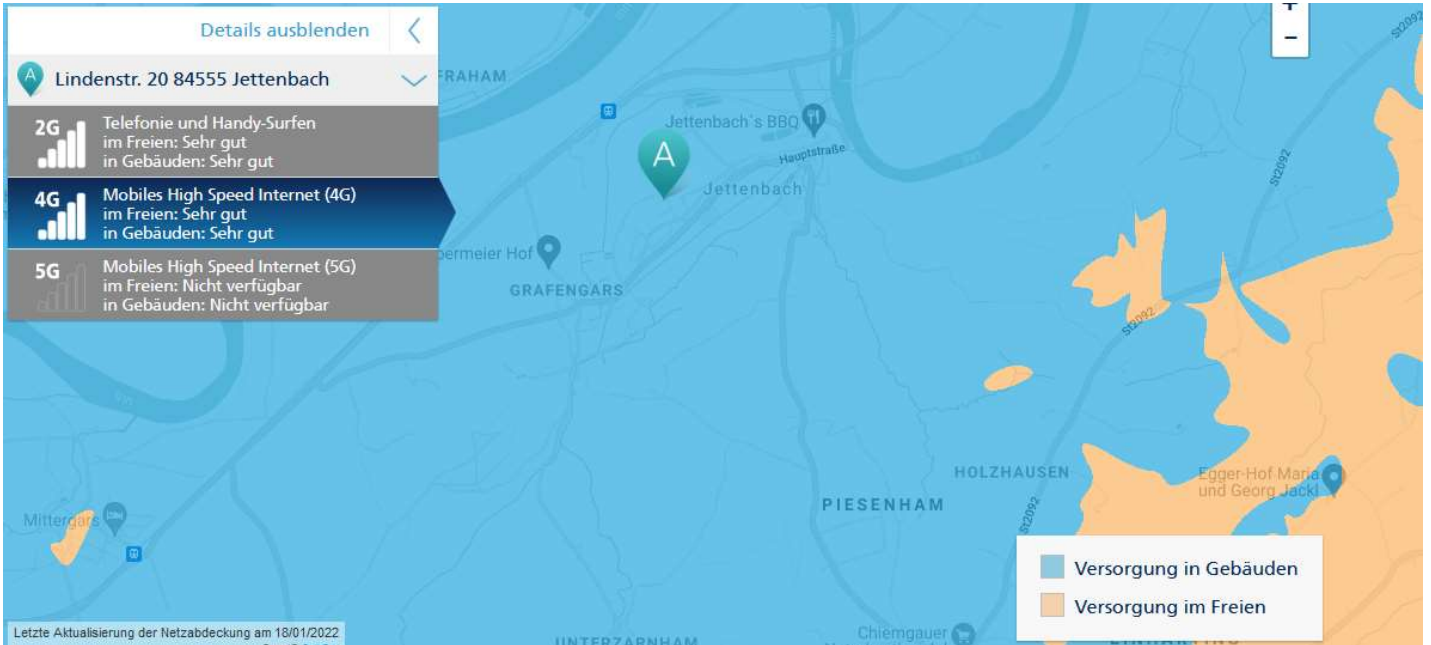 Details ausblenden
A
Lindenstr. 20 84555 Jettenbach
2G
Telefonie und Handy-Surfen
im Freien: Sehr gut
in Gebäuden: Sehr gut
4G
Mobiles High Speed Internet (4G)
im Freien: Sehr gut
in Gebäuden: Sehr gut
5G
Mobiles High Speed Internet (5G)
im Freien: Nicht verfügbar
in Gebäuden: Nicht verfügbar
+
−
St2092
FRAHAM
Jettenbach´s BBQ
A
Hauptstraße
Jettenbach
St2092
ermeier Hof
GRAFENGARS
St2092
HOLZHAUSEN
Egger-Hof Maria
und Georg Jackl
PIESENHAM
St2092
Mittergars
Versorgung in Gebäuden
Versorgung im Freien
Letzte Aktualisierung der Netzabdeckung am 18/01/2022
UNTERZARNHAM
Chiemgauer